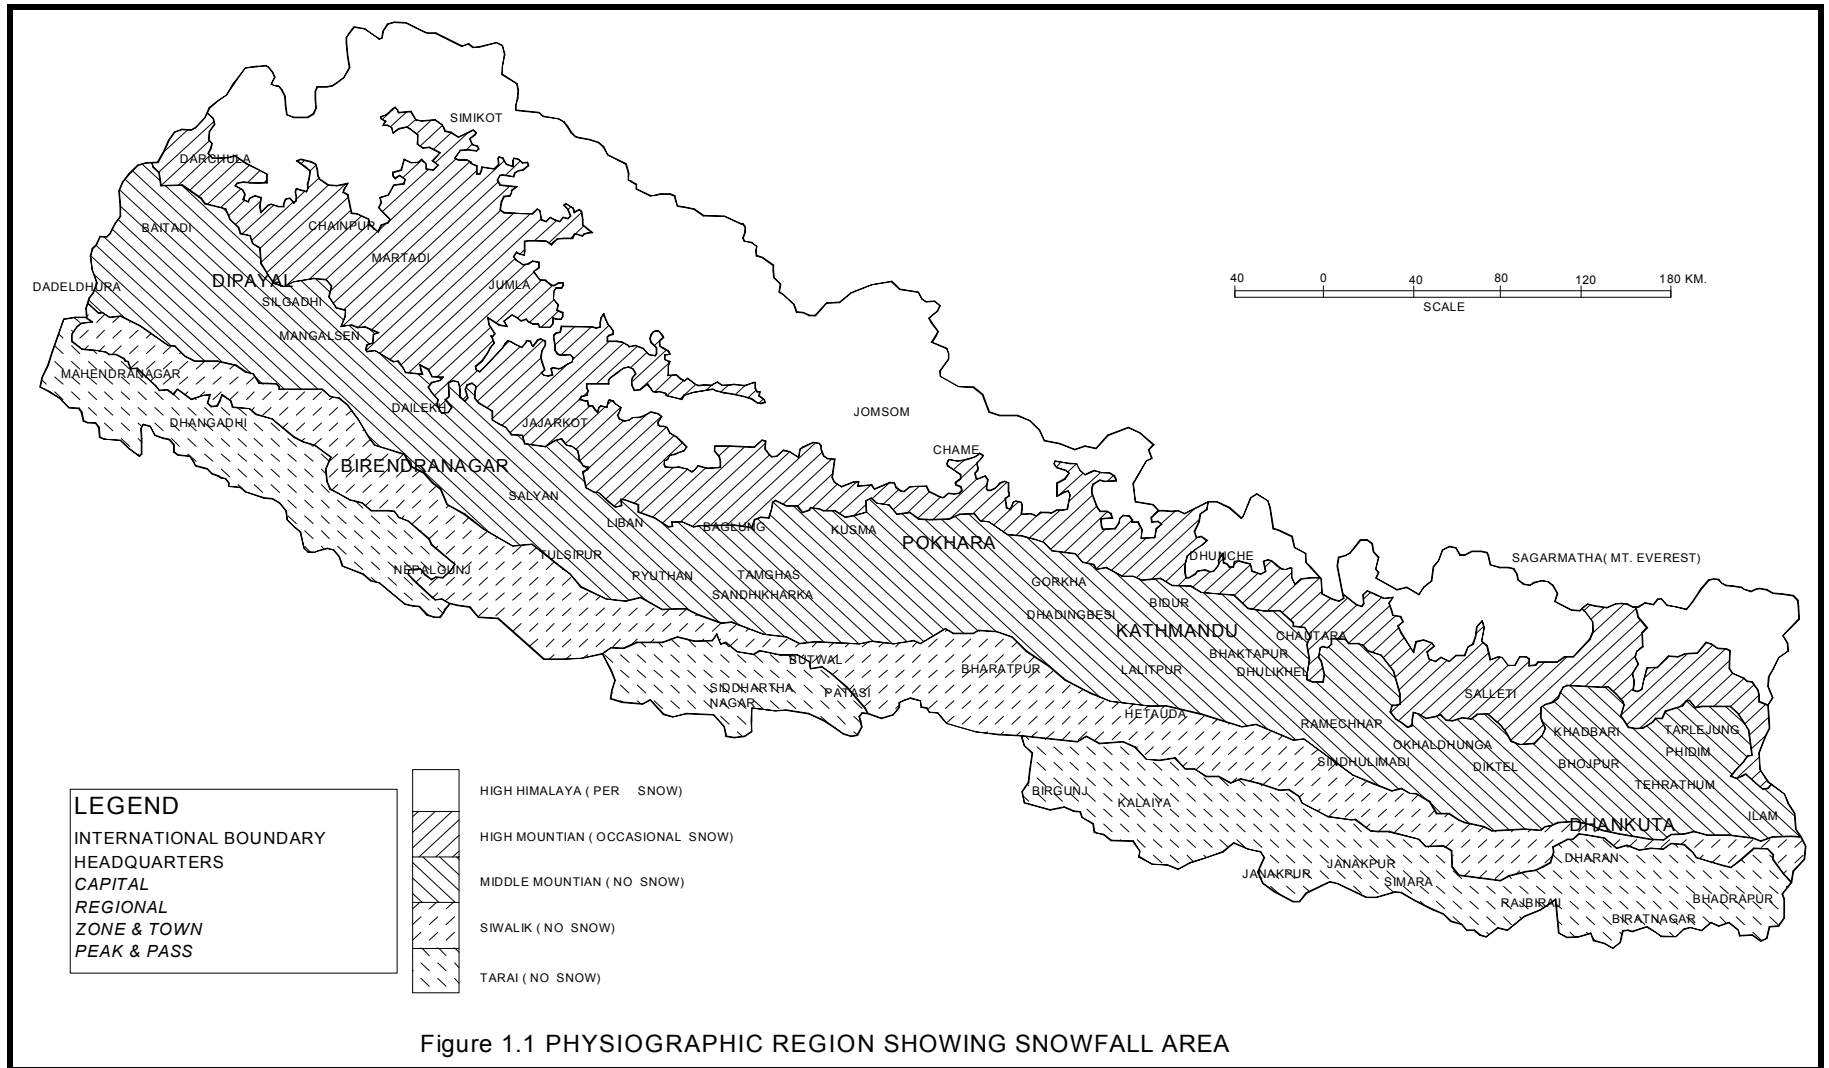 SIMIKOT
DARCHULA
CHAINPUR
BAITADI
MARTADI
DIPAYAL
JUMLA
DADELDHURA
SILGADHI
MANGALSEN
MAHENDRANAGAR
DAILEKH
DHANGADHI
JAJARKOT
JOMSOM
CHAME
BIRENDRANAGAR
SALYAN
LIBAN
BAGLUNG
KUSMA
POKHARA
TULSIPUR
NEPALGUNJ
PYUTHAN
TAMGHAS
SANDHIKHARKA
GORKHA
DHADINGBESI
DHUNCHE
SAGARMATHA( MT. EVEREST)
BIDUR
KATHMANDU
CHAUTARA
BHAKTAPUR
DHULIKHEL
LALITPUR
BUTWAL
BHARATPUR
SIDDHARTHA
NAGAR
PATASI
HETAUDA
SALLETI
RAMECHHAP
OKHALDHUNGA
KHADBARI
TAPLEJUNG
PHIDIM
SINDHULIMADI
DIKTEL
BHOJPUR
TEHRATHUM
BIRGUNJ
KALAIYA
DHANKUTA
ILAM
JANAKPUR
JANAKPUR
SIMARA
DHARAN
RAJBIRAJ
BIRATNAGAR
BHADRAPUR
40 0 40 80 120 180 KM.
SCALE
LEGEND
INTERNATIONAL BOUNDARY
HEADQUARTERS
CAPITAL
REGIONAL
ZONE & TOWN
PEAK & PASS
HIGH HIMALAYA ( PER SNOW)
HIGH MOUNTIAN ( OCCASIONAL SNOW)
MIDDLE MOUNTIAN ( NO SNOW)
SIWALIK ( NO SNOW)
TARAI ( NO SNOW)
Figure 1.1 PHYSIOGRAPHIC REGION SHOWING SNOWFALL AREA